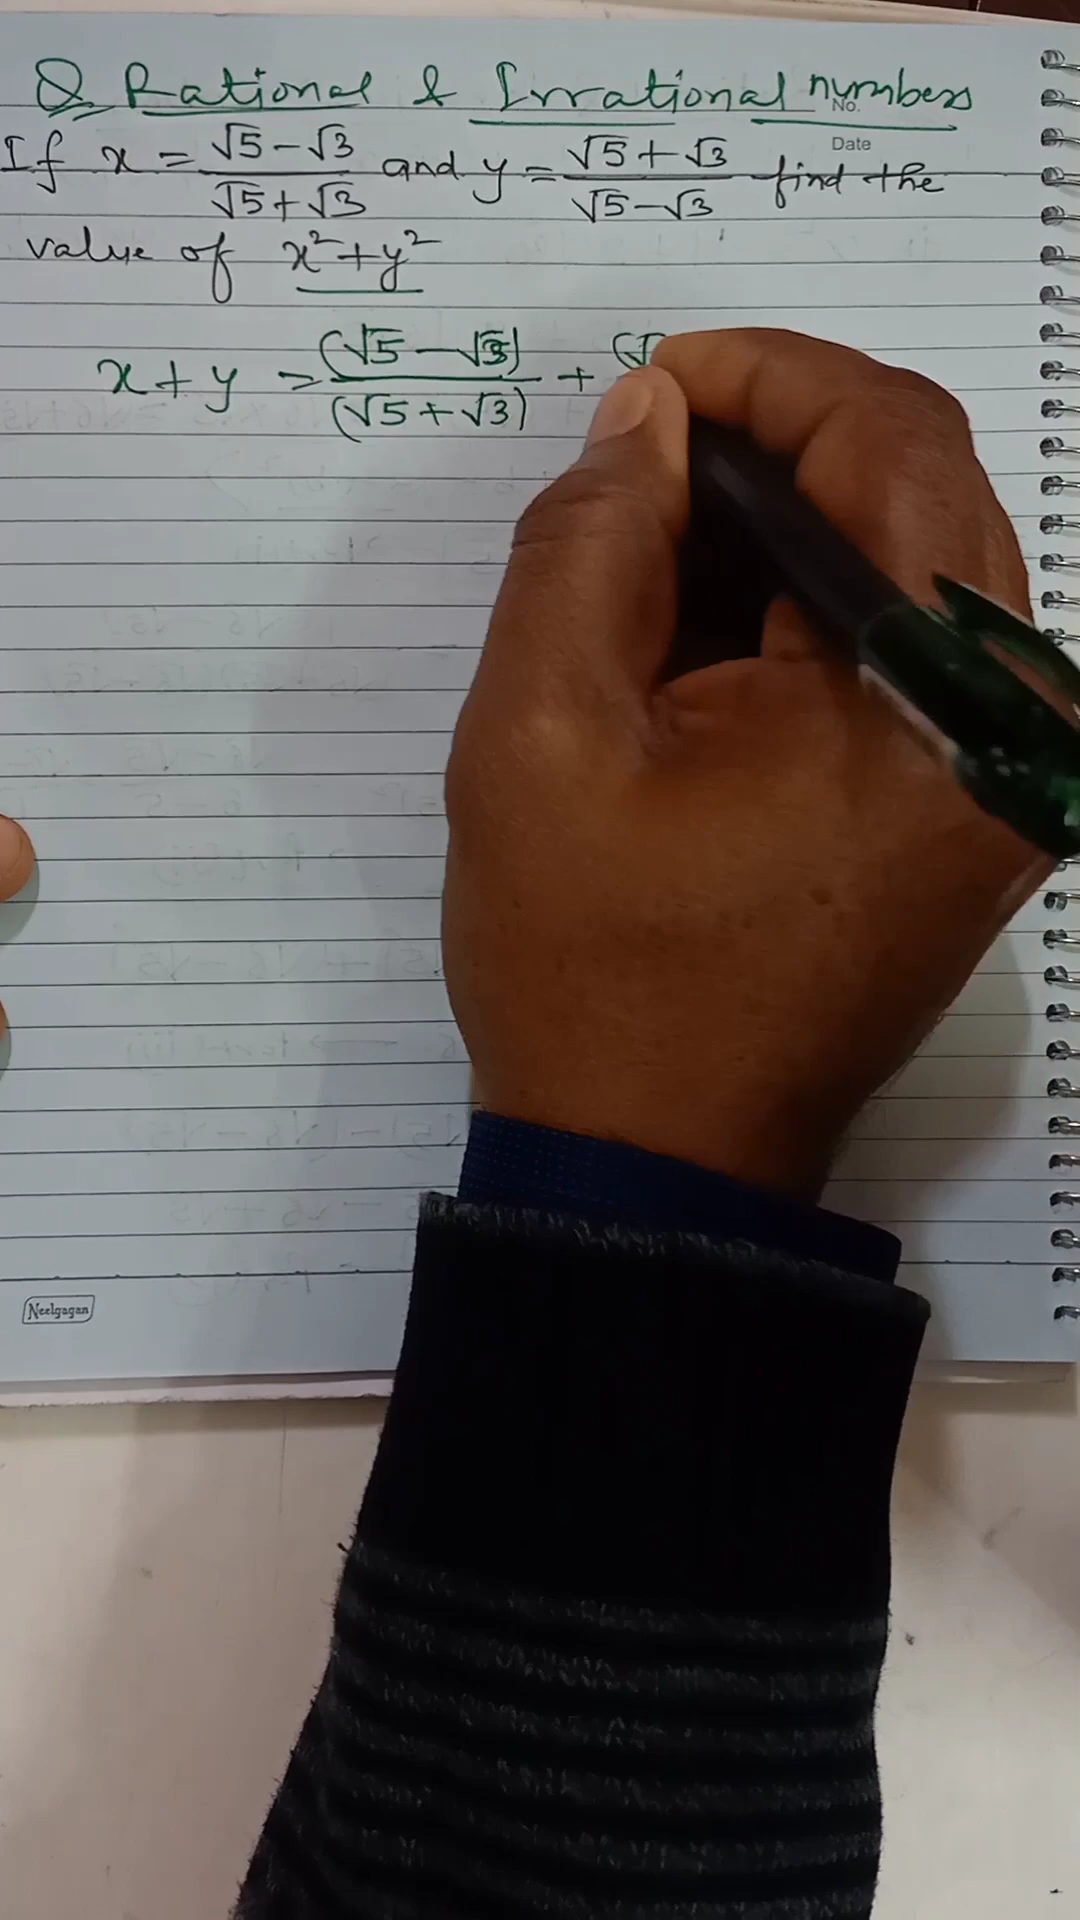 Q Rational & Irrational numbers
No.
Date
If x = √5-√3/√5+√3 and y = √5+√3/√5-√3 find the
value of x²+y²
x+y = (√5-√3)/(√5+√3) + (√
Neelgagan